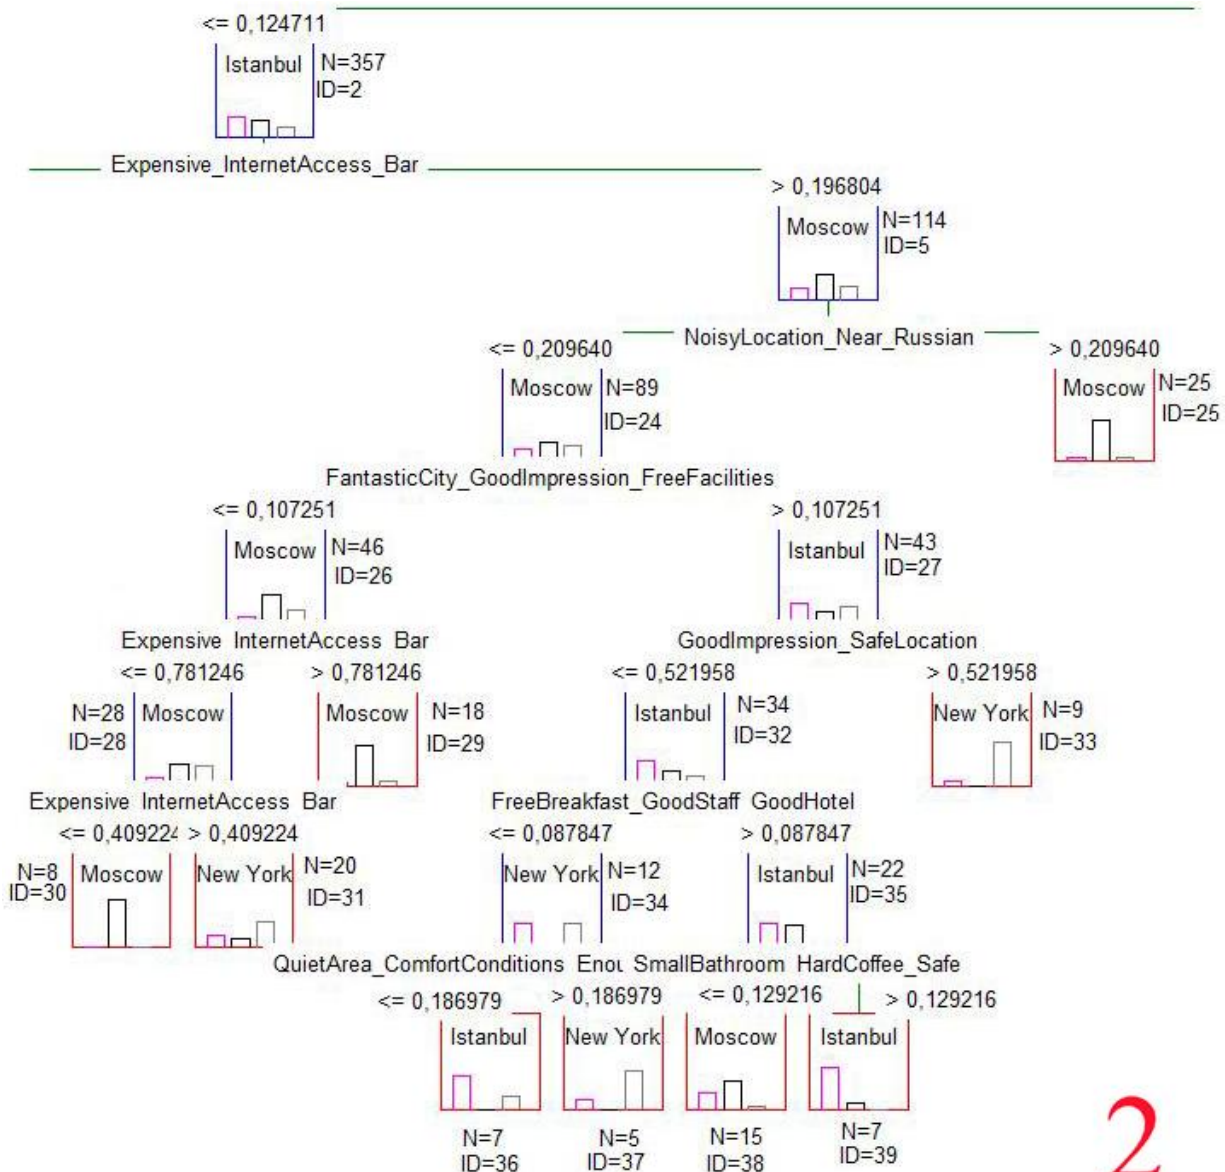 <= 0,124711
Istanbul N=357
ID=2
Expensive_InternetAccess_Bar
> 0,196804
Moscow N=114
ID=5
NoisyLocation_Near_Russian
<= 0,209640 > 0,209640
Moscow N=89 Moscow N=25
ID=24 ID=25
FantasticCity_GoodImpression_FreeFacilities
<= 0,107251 > 0,107251
Moscow N=46 Istanbul N=43
ID=26 ID=27
Expensive InternetAccess Bar GoodImpression_SafeLocation
<= 0,781246 > 0,781246 <= 0,521958 > 0,521958
N=28 Moscow Moscow N=18 Istanbul N=34 New York N=9
ID=28 ID=29 ID=32 ID=33
Expensive InternetAccess Bar FreeBreakfast_GoodStaff GoodHotel
<= 0,409224 > 0,409224 <= 0,087847 > 0,087847
N=8 Moscow New York N=20 New York N=12 Istanbul N=22
ID=30 ID=31 ID=34 ID=35
QuietArea_ComfortConditions Enou SmallBathroom HardCoffee_Safe
<= 0,186979 > 0,186979 <= 0,129216 > 0,129216
Istanbul New York Moscow Istanbul
N=7 N=5 N=15 N=7
ID=36 ID=37 ID=38 ID=39
2